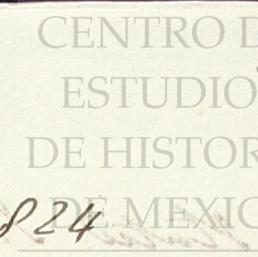 CENTRO D
ESTUDIO
DE HISTOR
DE MEXIC
824